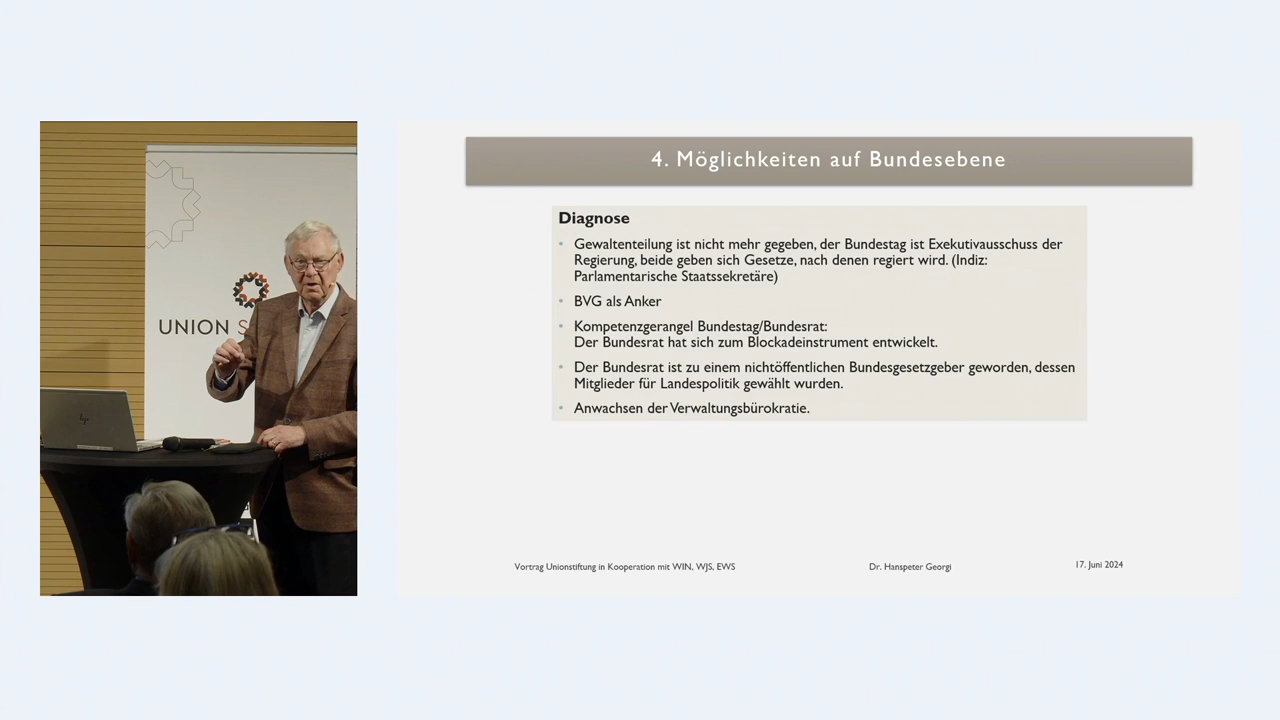 UNION S
hp
4. Möglichkeiten auf Bundesebene
Diagnose
• Gewaltenteilung ist nicht mehr gegeben, der Bundestag ist Exekutivausschuss der
Regierung, beide geben sich Gesetze, nach denen regiert wird. (Indiz:
Parlamentarische Staatssekretäre)
• BVG als Anker
• Kompetenzgerangel Bundestag/Bundesrat:
Der Bundesrat hat sich zum Blockadeinstrument entwickelt.
• Der Bundesrat ist zu einem nichtöffentlichen Bundesgesetzgeber geworden, dessen
Mitglieder für Landespolitik gewählt wurden.
• Anwachsen der Verwaltungsbürokratie.
Vortrag Unionstiftung in Kooperation mit WIN, WJS, EWS
Dr. Hanspeter Georgi
17. Juni 2024